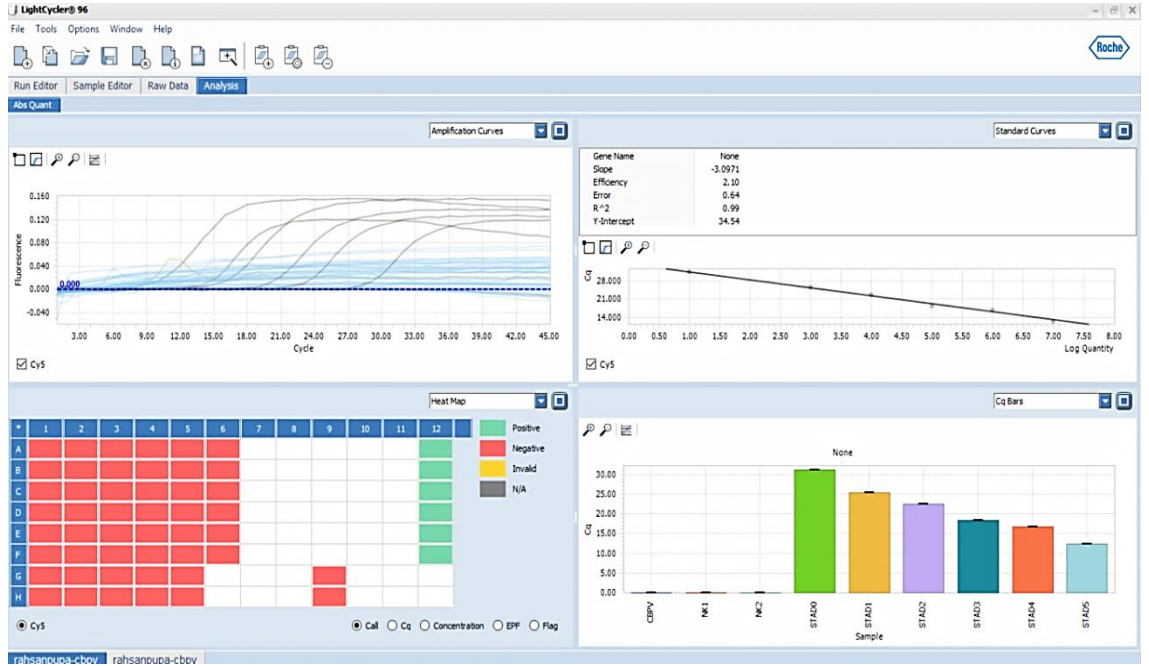 LightCycler® 96
File Tools Options Window Help
Roche
Run Editor Sample Editor Raw Data Analysis
Abs Quant
Amplification Curves
0.160
0.120
0.080
0.040
0.000
-0.040
0.000
Fluorescence
3.00 6.00 9.00 12.00 15.00 18.00 21.00 24.00 27.00 30.00 33.00 36.00 39.00 42.00 45.00
Cycle
Cy5
Standard Curves
Gene Name None
Slope -3.0971
Efficiency 2.10
Error 0.64
R^2 0.99
Y-Intercept 34.54
Cq
28.000
21.000
14.000
0.00 0.50 1.00 1.50 2.00 2.50 3.00 3.50 4.00 4.50 5.00 5.50 6.00 6.50 7.00 7.50 8.00
Log Quantity
Cy5
Heat Map
* 1 2 3 4 5 6 7 8 9 10 11 12
A
B
C
D
E
F
G
H
Positive
Negative
Invalid
N/A
Cy5 Call Cq Concentration EPF Flag
Cq Bars
None
30.00
25.00
20.00
15.00
10.00
5.00
0.00
Cq
CBPV NK1 NK2 STAD0 STAD1 STAD2 STAD3 STAD4 STAD5
Sample
rahsanpupa-cbpv rahsanpupa-cbpv